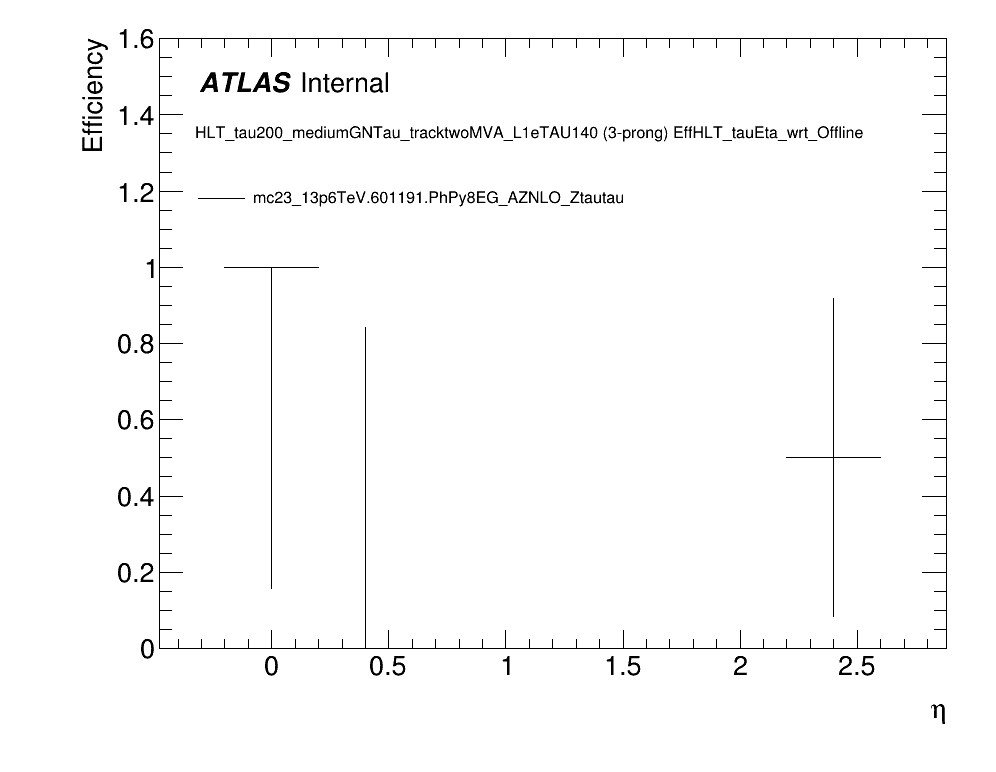 Efficiency
1.6
1.4
1.2
1
0.8
0.6
0.4
0.2
0
ATLAS Internal
HLT_tau200_mediumGNTau_tracktwoMVA_L1eTAU140 (3-prong) EffHLT_tauEta_wrt_Offline
mc23_13p6TeV.601191.PhPy8EG_AZNLO_Ztautau
0 0.5 1 1.5 2 2.5
η